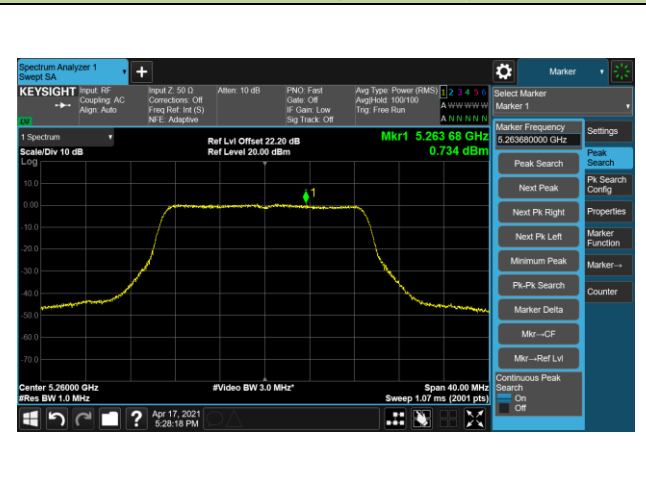 Spectrum Analyzer 1
Swept SA
+
Marker
KEYSIGHT
Input: RF
Coupling: AC
Align: Auto
Input Z: 50 Ω
Corrections: Off
Freq Ref: Int (S)
NFE: Adaptive
Atten: 10 dB
PNO: Fast
Gate: Off
IF Gain: Low
Sig Track: Off
Avg Type: Power (RMS)
Avg|Hold: 100/100
Trig: Free Run
1 2 3 4 5 6
A W W W W W
A N N N N N
Select Marker
Marker 1
1 Spectrum
Scale/Div 10 dB
Ref Lvl Offset 22.20 dB
Ref Level 20.00 dBm
Mkr1 5.263 68 GHz
0.734 dBm
Log
10.0
0.00
-10.0
-20.0
-30.0
-40.0
-50.0
-60.0
-70.0
1
Center 5.26000 GHz
#Res BW 1.0 MHz
#Video BW 3.0 MHz*
Span 40.00 MHz
Sweep 1.07 ms (2001 pts)
Marker Frequency
5.263680000 GHz
Peak Search
Next Peak
Next Pk Right
Next Pk Left
Minimum Peak
Pk-Pk Search
Marker Delta
Mkr→CF
Mkr→Ref Lvl
Continuous Peak
Search
On
Off
Settings
Peak
Search
Pk Search
Config
Properties
Marker
Function
Marker→
Counter
?
Apr 17, 2021
5:28:18 PM